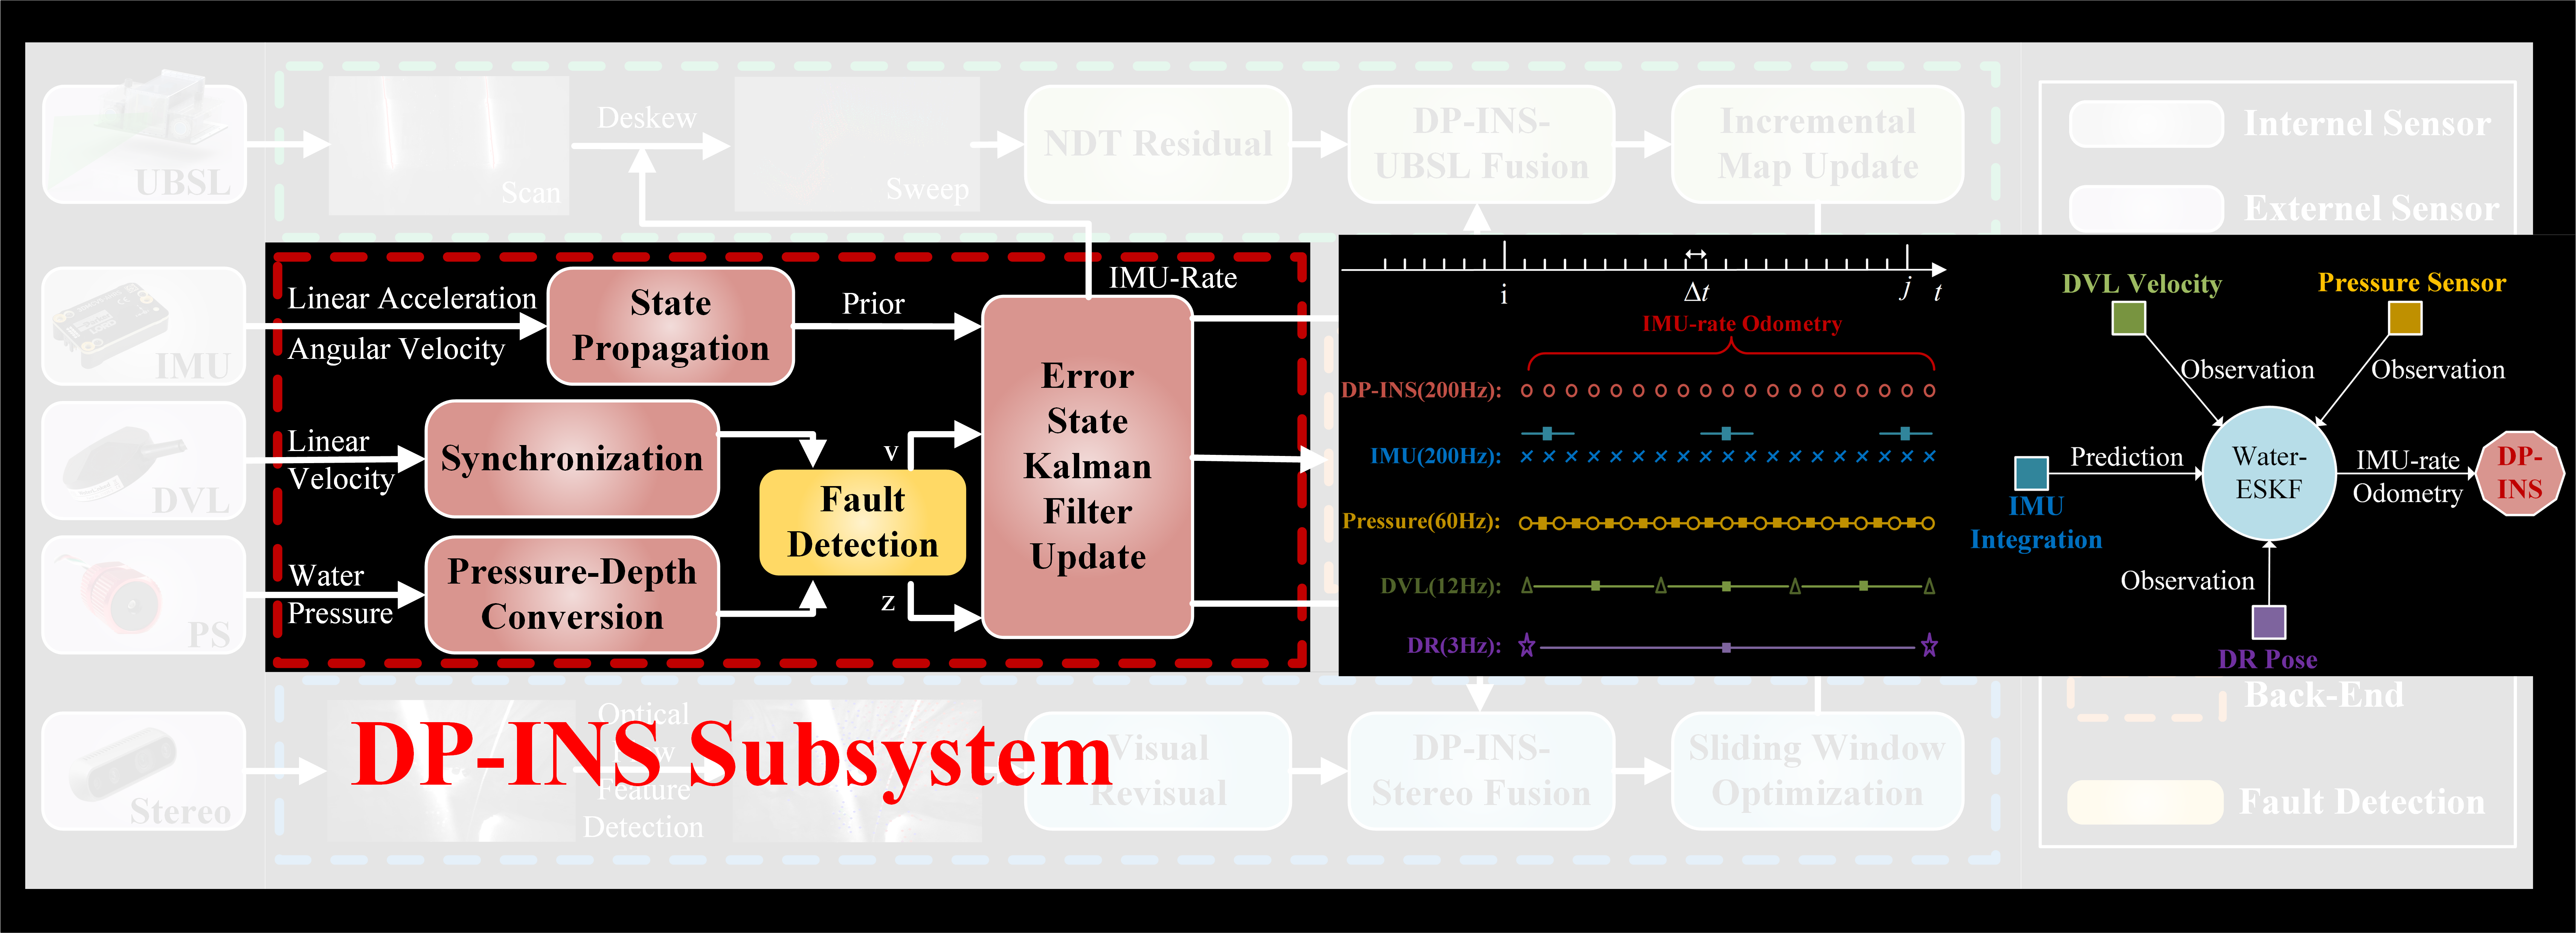 UBSL
Scan
Deskew
Sweep
NDT Residual
DP-INS-
UBSL Fusion
Incremental
Map Update
Internel Sensor
Externel Sensor
IMU
Linear Acceleration
Angular Velocity
State
Propagation
Prior
IMU-Rate
DVL
Linear
Velocity
Synchronization
v
Fault
Detection
z
Error
State
Kalman
Filter
Update
PS
Water
Pressure
Pressure-Depth
Conversion
i
Δt
j
t
IMU-rate Odometry
DP-INS(200Hz):
IMU(200Hz):
Pressure(60Hz):
DVL(12Hz):
DR(3Hz):
DVL Velocity
Pressure Sensor
Observation
Observation
Prediction
Water-
ESKF
IMU-rate
Odometry
DP-
INS
IMU
Integration
Observation
DR Pose
Stereo
Optical
Feature
Detection
DP-INS Subsystem
Visual
Revisual
DP-INS-
Stereo Fusion
Sliding Window
Optimization
Back-End
Fault Detection